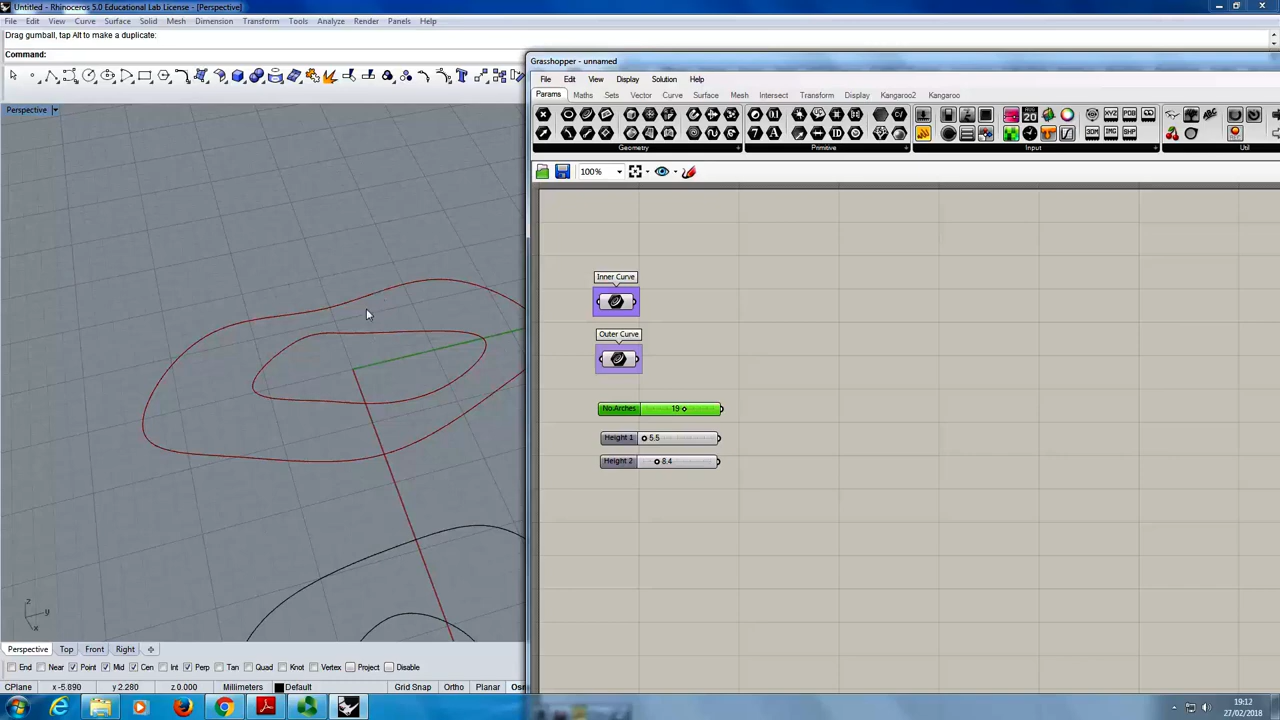 Untitled - Rhinoceros 5.0 Educational Lab License - [Perspective]
File Edit View Curve Surface Solid Mesh Dimension Transform Tools Analyze Render Panels Help
Drag gumball, tap Alt to make a duplicate:
Command:
Perspective
Grasshopper - unnamed
File Edit View Display Solution Help
Params Maths Sets Vector Curve Surface Mesh Intersect Transform Display Kangaroo2 Kangaroo
Geometry Primitive Input Util
100%
Inner Curve
Outer Curve
No.Arches 19
Height 1 5.5
Height 2 8.4
z
y
x
Perspective Top Front Right
End Near Point Mid Cen Int Perp Tan Quad Knot Vertex Project Disable
CPlane x -5.890 y 2.280 z 0.000 Millimeters Default Grid Snap Ortho Planar Osn
19:12
27/02/2018